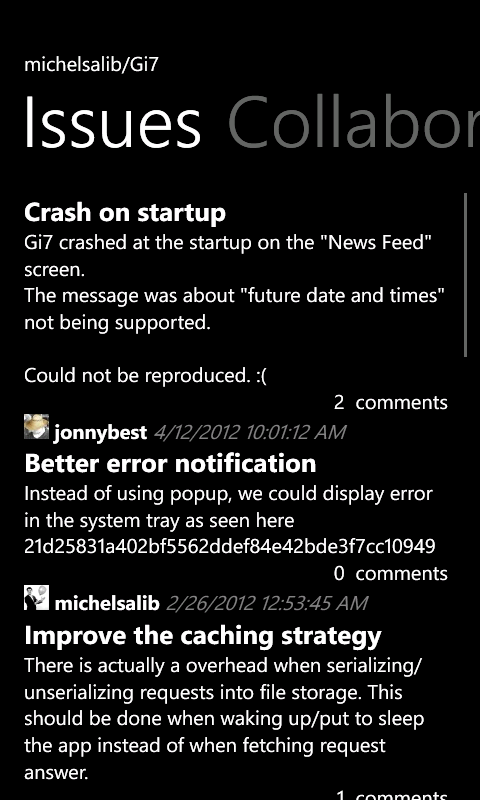 michelsalib/Gi7
Issues Collabor
Crash on startup
Gi7 crashed at the startup on the "News Feed"
screen.
The message was about "future date and times"
not being supported.
Could not be reproduced. :(
2 comments
jonnybest 4/12/2012 10:01:12 AM
Better error notification
Instead of using popup, we could display error
in the system tray as seen here
21d25831a402bf5562ddef84e42bde3f7cc10949
0 comments
michelsalib 2/26/2012 12:53:45 AM
Improve the caching strategy
There is actually a overhead when serializing/
unserializing requests into file storage. This
should be done when waking up/put to sleep
the app instead of when fetching request
answer.
1 comments